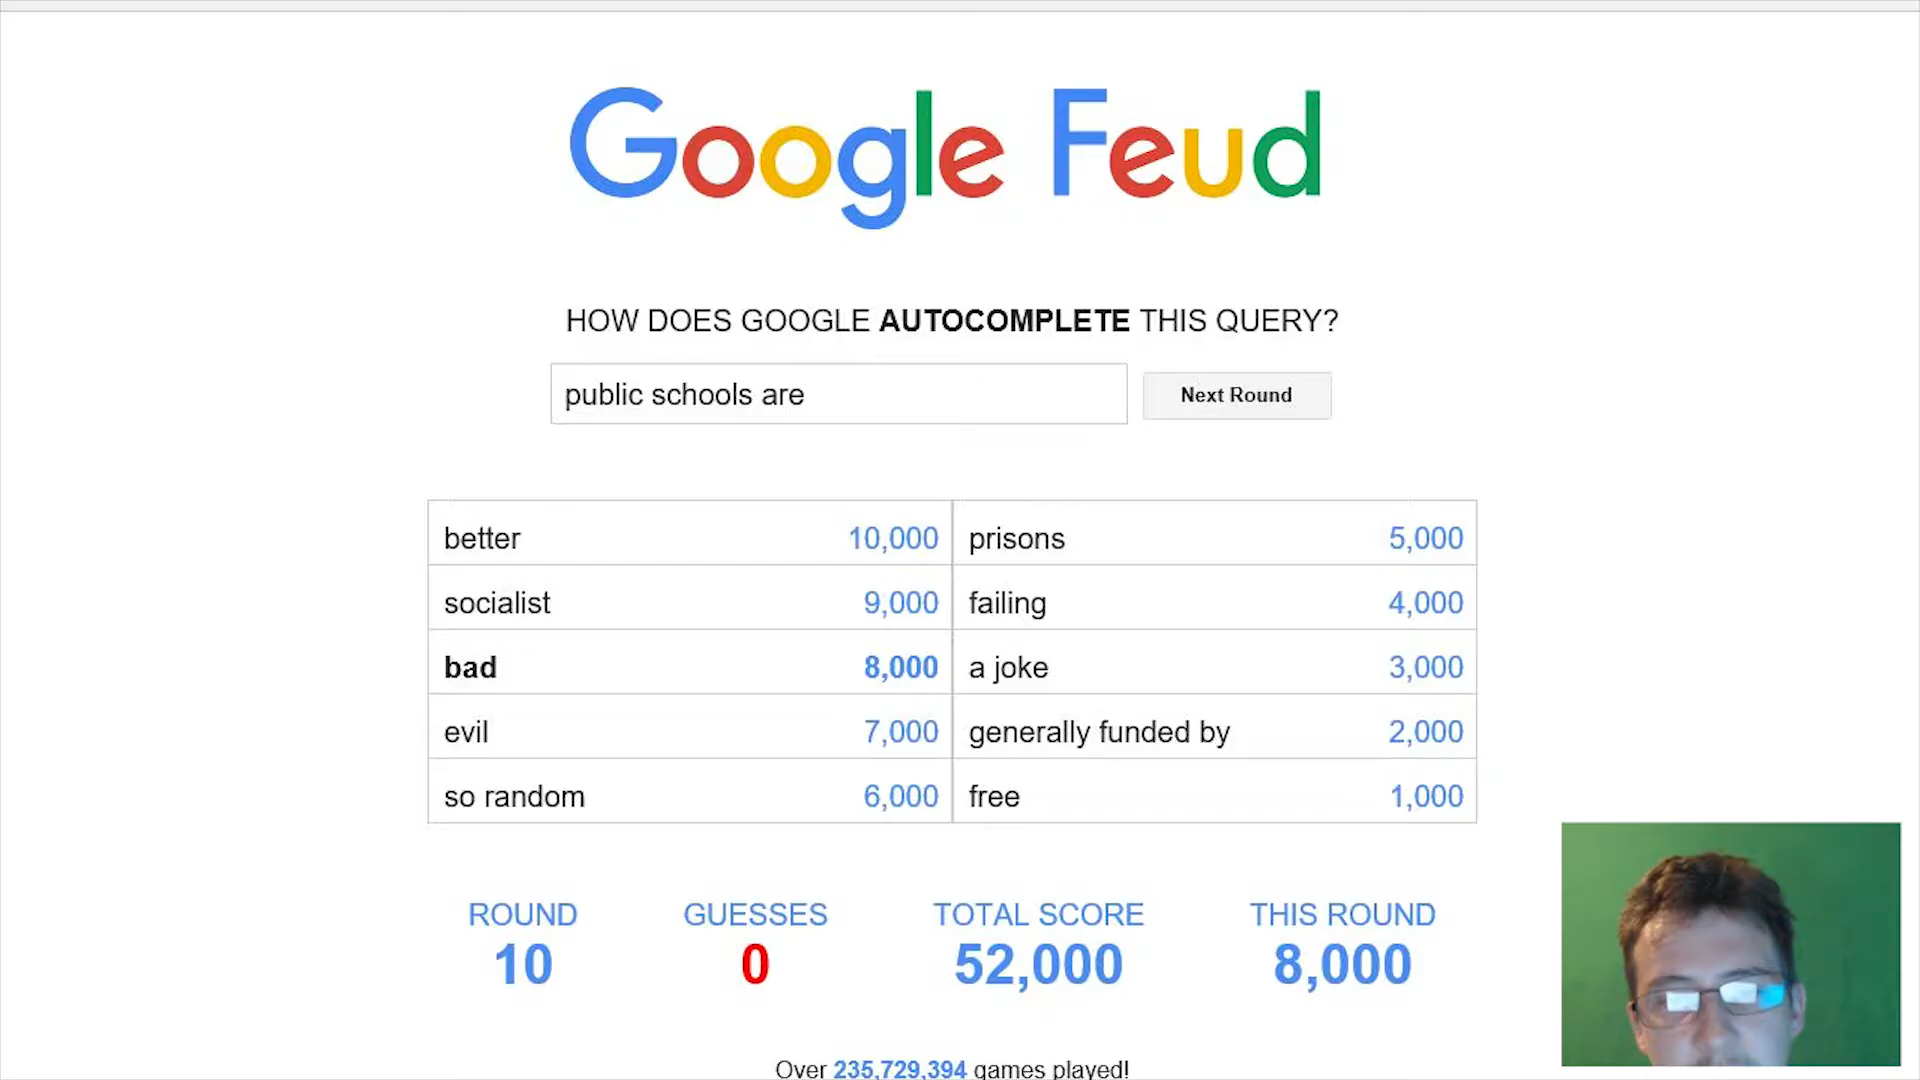 Google Feud
HOW DOES GOOGLE AUTOCOMPLETE THIS QUERY?
public schools are
Next Round
better 10,000 prisons 5,000
socialist 9,000 failing 4,000
bad 8,000 a joke 3,000
evil 7,000 generally funded by 2,000
so random 6,000 free 1,000
ROUND GUESSES TOTAL SCORE THIS ROUND
10 0 52,000 8,000
Over 235,729,394 games played!